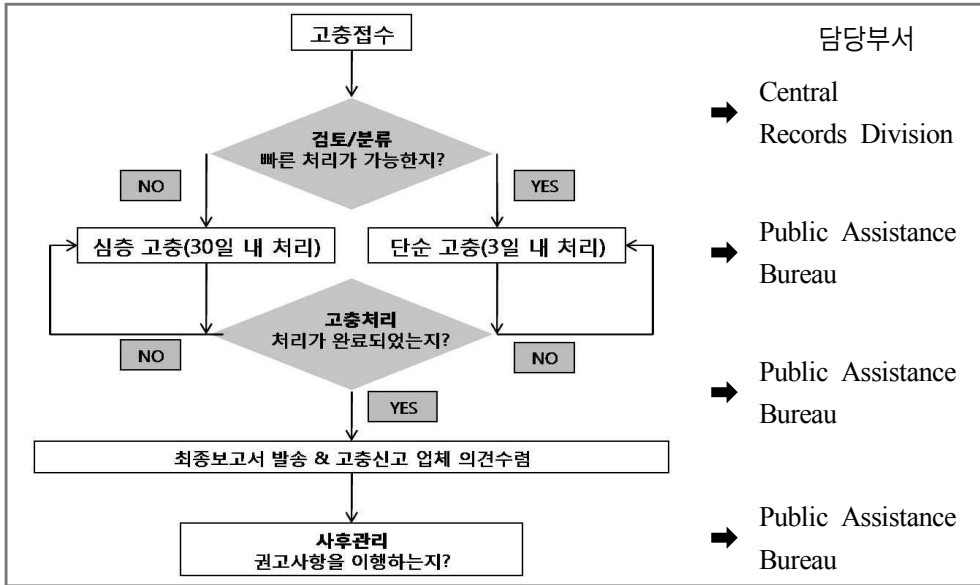 고충접수
담당부서
Central
Records Division
검토/분류
빠른 처리가 가능한지?
NO
YES
심층 고충(30일 내 처리)
단순 고충(3일 내 처리)
Public Assistance
Bureau
고충처리
처리가 완료되었는지?
NO
NO
Public Assistance
Bureau
YES
최종보고서 발송 & 고충신고 업체 의견수렴
사후관리
권고사항을 이행하는지?
Public Assistance
Bureau